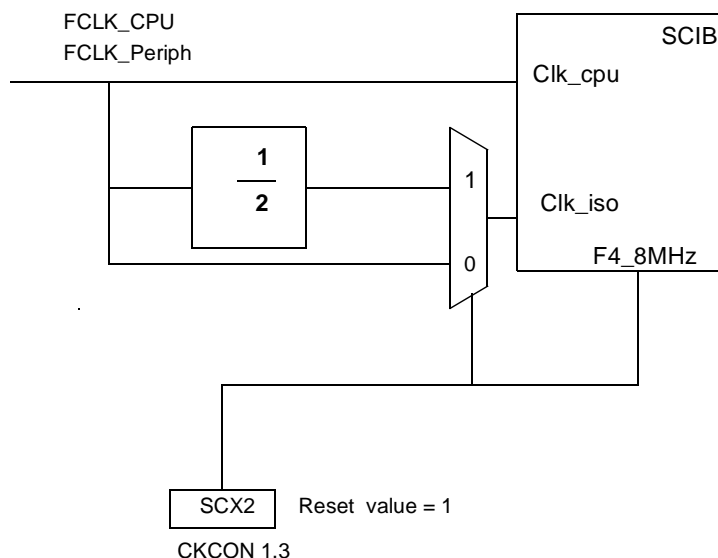 FCLK_CPU
FCLK_Periph
SCIB
Clk_cpu
1
2
1
Clk_iso
0
F4_8MHz
SCX2
Reset value = 1
CKCON 1.3